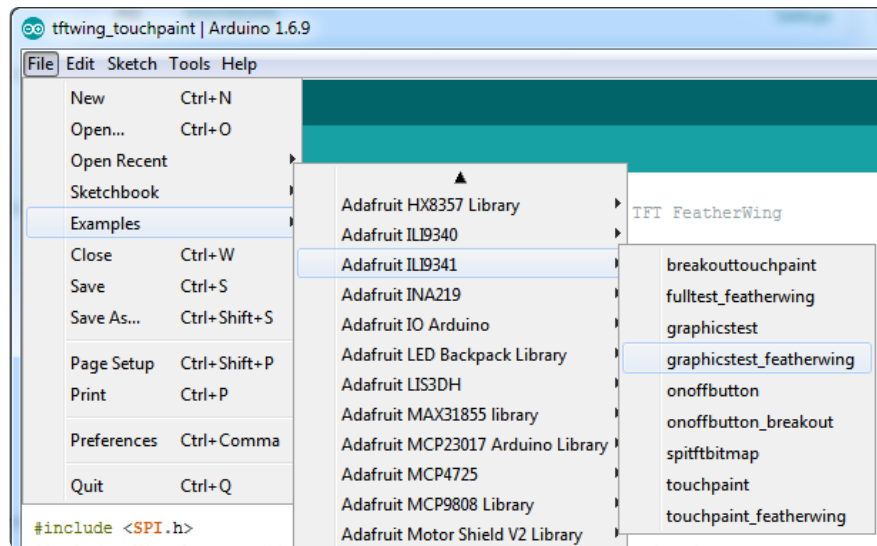 tftwing_touchpaint | Arduino 1.6.9
File Edit Sketch Tools Help
New Ctrl+N
Open... Ctrl+O
Open Recent
Sketchbook
Examples
Close Ctrl+W
Save Ctrl+S
Save As... Ctrl+Shift+S
Page Setup Ctrl+Shift+P
Print Ctrl+P
Preferences Ctrl+Comma
Quit Ctrl+Q
Adafruit HX8357 Library
Adafruit ILI9340
Adafruit ILI9341
Adafruit INA219
Adafruit IO Arduino
Adafruit LED Backpack Library
Adafruit LIS3DH
Adafruit MAX31855 library
Adafruit MCP23017 Arduino Library
Adafruit MCP4725
Adafruit MCP9808 Library
Adafruit Motor Shield V2 Library
TFT FeatherWing
breakouttouchpaint
fulltest_featherwing
graphicstest
graphicstest_featherwing
onoffbutton
onoffbutton_breakout
spitftbitmap
touchpaint
touchpaint_featherwing
#include <SPI.h>